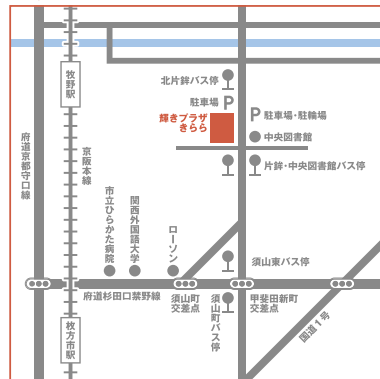 牧野駅
北片鉾バス停
駐車場 P
輝きプラザ
きらら
P 駐車場・駐輪場
中央図書館
片鉾・中央図書館バス停
府道京都守口線
京阪本線
市立ひらかた病院
関西外国語大学
ローソン
須山東バス停
府道杉田口禁野線
須山町
交差点
須山町バス停
甲斐田新町
交差点
枚方市駅
国道1号